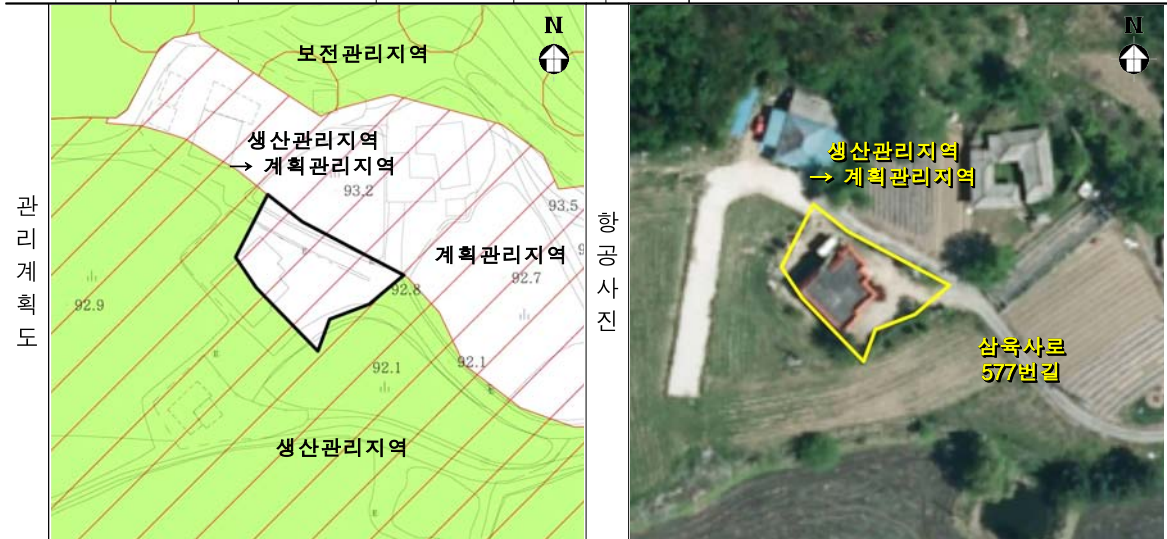 관리계획도
N
보전관리지역
생산관리지역
→ 계획관리지역
93.2
93.5
계획관리지역
92.7
92.8
92.9
E
E
92.1
92.1
E
생산관리지역
E
항공사진
N
생산관리지역
→ 계획관리지역
삼육사로
577번길